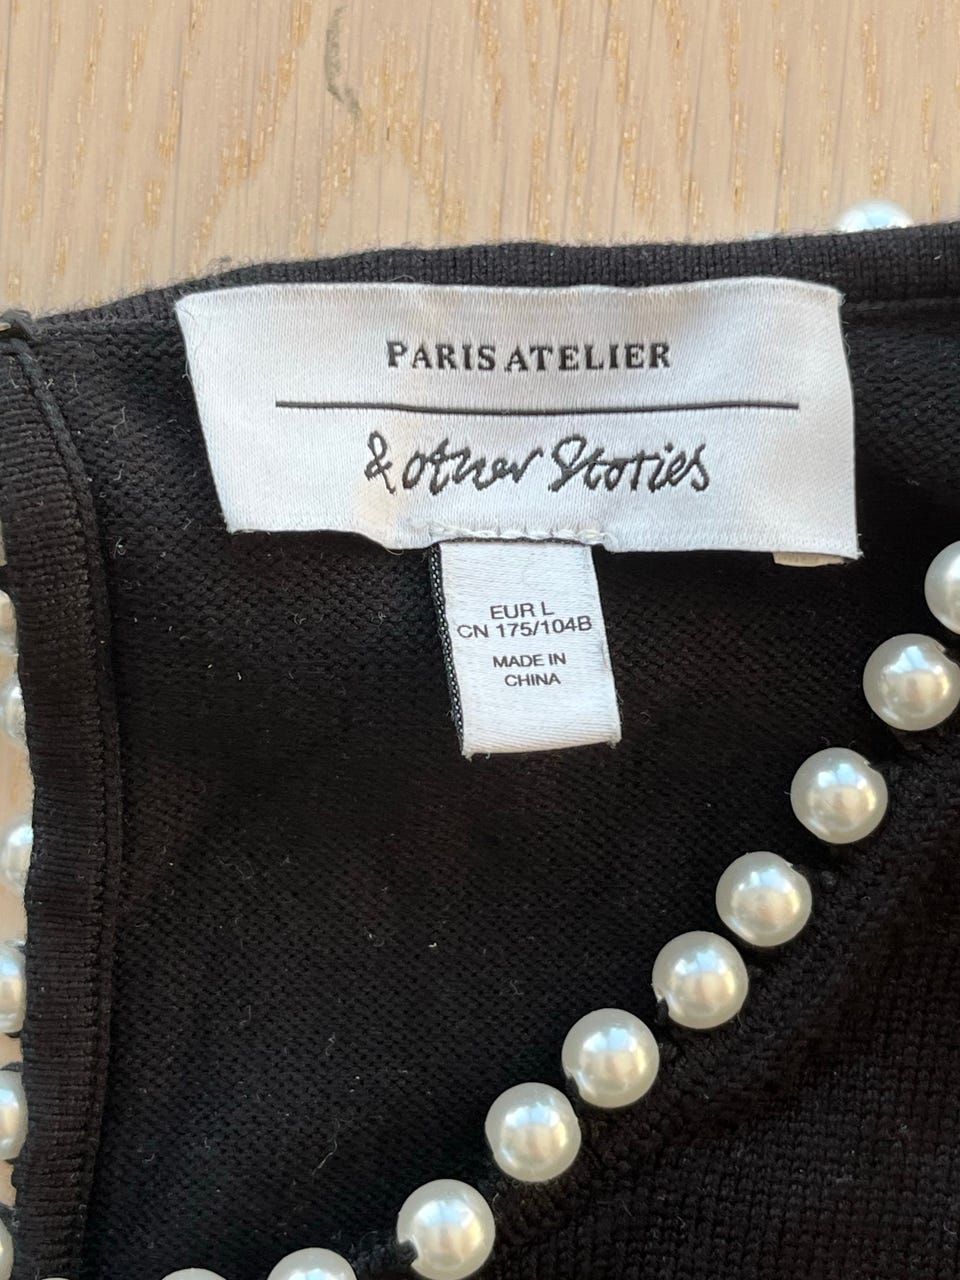 PARIS ATELIER
& other Stories
EUR L
CN 175/104B
MADE IN
CHINA